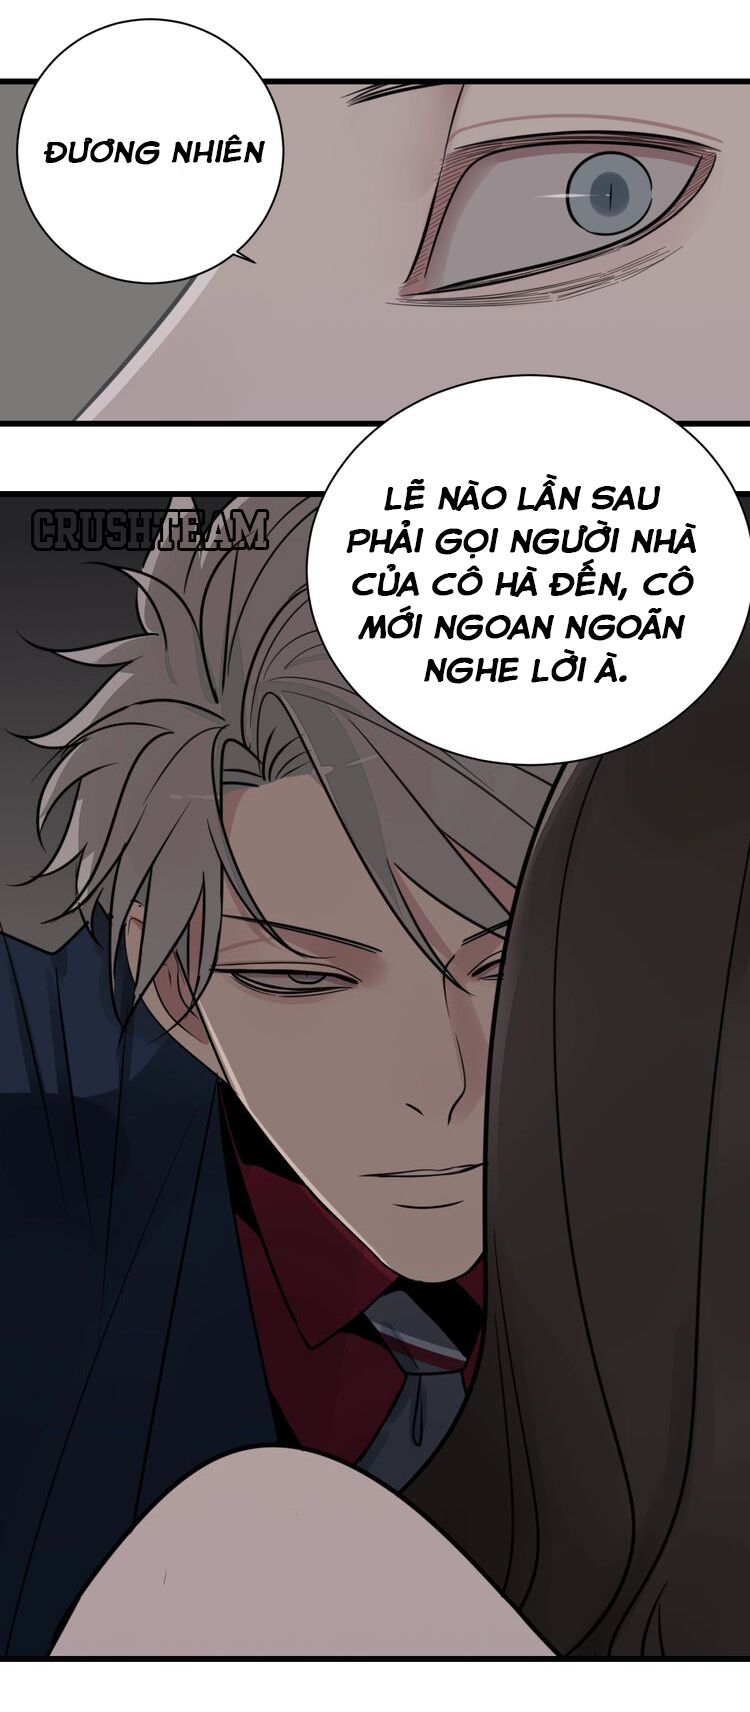 ĐƯƠNG NHIÊN
LẼ NÀO LẦN SAU
PHẢI GỌI NGƯỜI NHÀ
CỦA CÔ HÀ ĐẾN, CÔ
MỚI NGOAN NGOÃN
NGHE LỜI À.
CRUSHTEAM